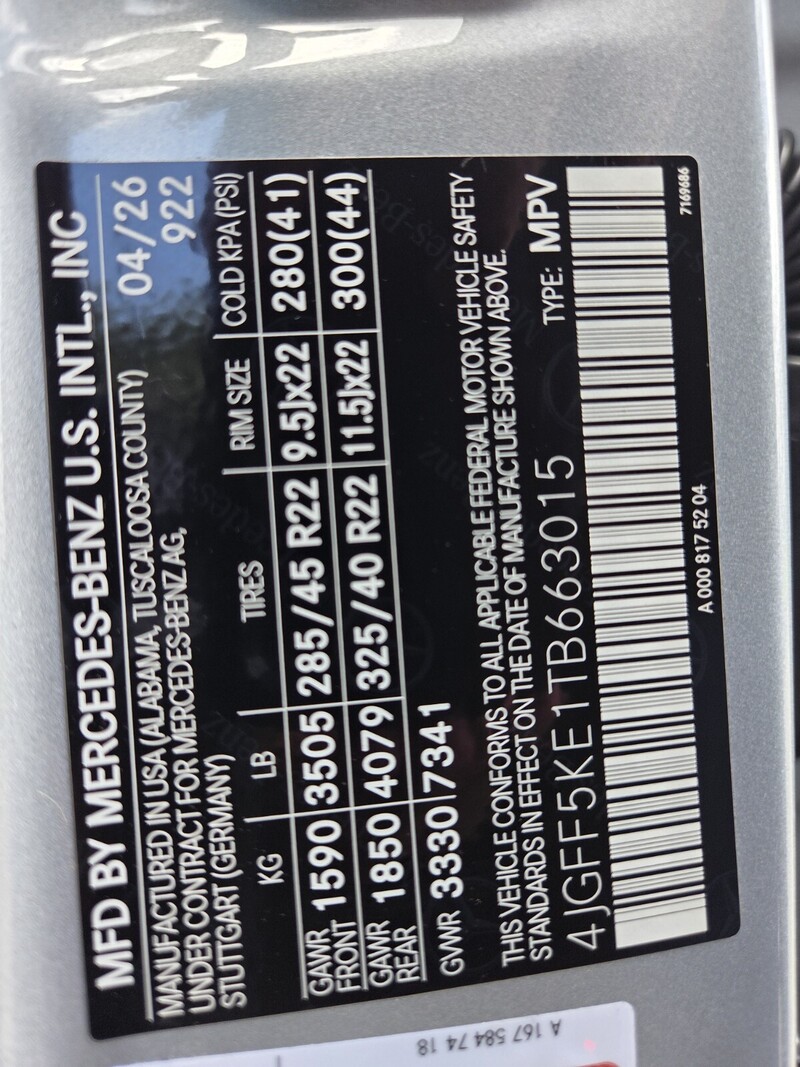 MFD BY MERCEDES-BENZ U.S. INTL., INC
MANUFACTURED IN USA (ALABAMA, TUSCALOOSA COUNTY) 04/26
UNDER CONTRACT FOR MERCEDES-BENZ AG, 922
STUTTGART (GERMANY)
KG LB TIRES RIM SIZE COLD KPA (PSI)
GAWR FRONT 1590 3505 285/45 R22 9.5Jx22 280(41)
GAWR REAR 1850 4079 325/40 R22 11.5Jx22 300(44)
GVWR 3330 7341
THIS VEHICLE CONFORMS TO ALL APPLICABLE FEDERAL MOTOR VEHICLE SAFETY
STANDARDS IN EFFECT ON THE DATE OF MANUFACTURE SHOWN ABOVE.
4JGFF5KE1TB663015 TYPE: MPV
A 000 817 52 04 7169686
A 167 584 74 18